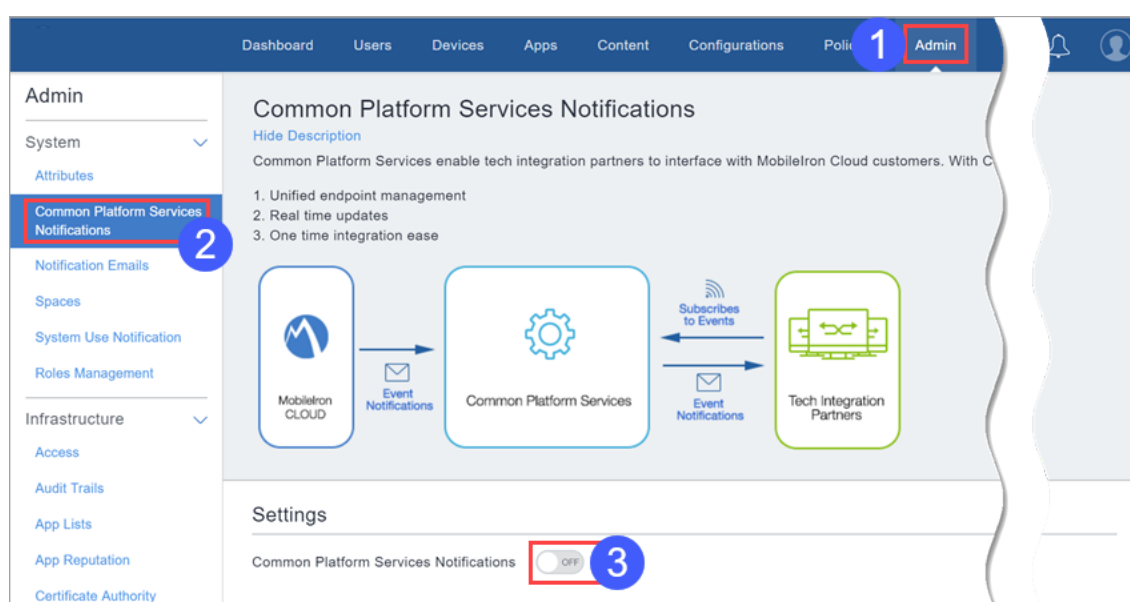 Dashboard Users Devices Apps Content Configurations Poli 1 Admin
Admin
System
Attributes
Common Platform Services
Notifications
2
Notification Emails
Spaces
System Use Notification
Roles Management
Infrastructure
Access
Audit Trails
App Lists
App Reputation
Certificate Authority
Common Platform Services Notifications
Hide Description
Common Platform Services enable tech integration partners to interface with MobileIron Cloud customers. With C
1. Unified endpoint management
2. Real time updates
3. One time integration ease
MobileIron
CLOUD
Event
Notifications
Common Platform Services
Subscribes
to Events
Event
Notifications
Tech Integration
Partners
Settings
Common Platform Services Notifications OFF 3